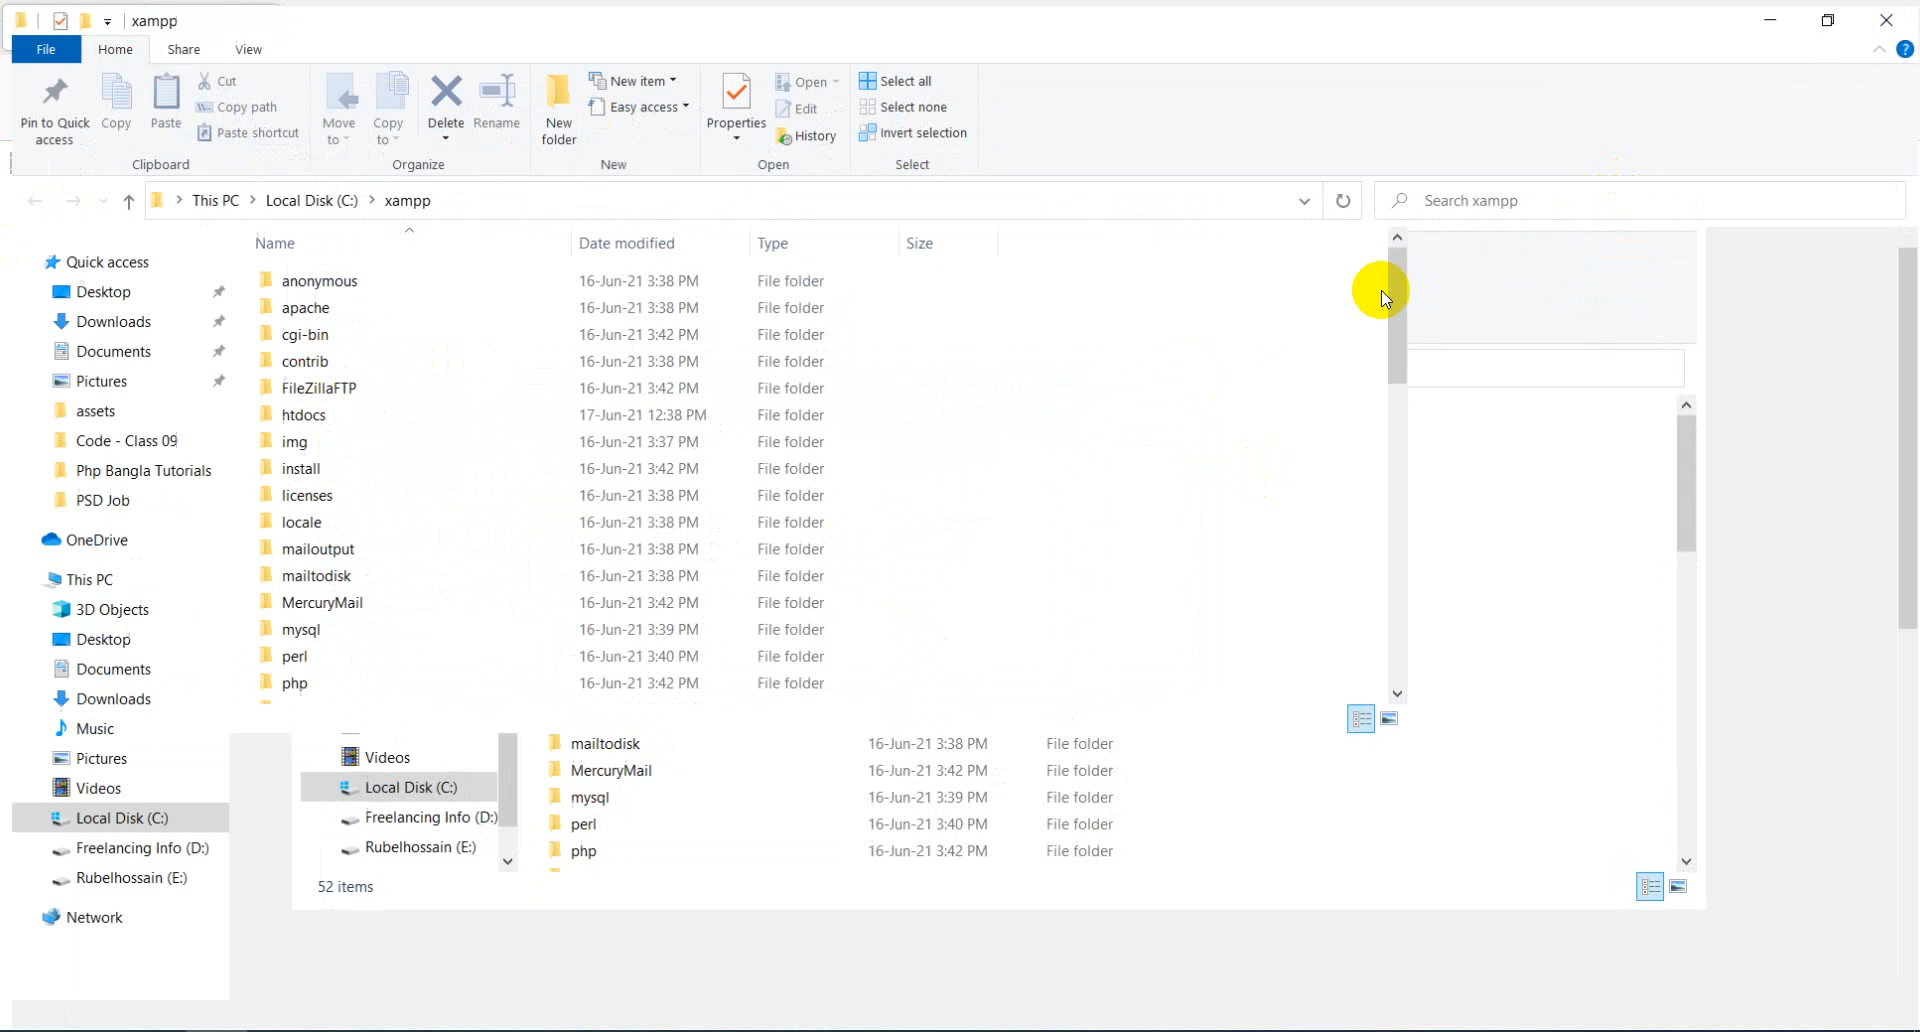 xampp
File Home Share View
Pin to Quick access
Copy
Paste
Cut
Copy path
Paste shortcut
Clipboard
Move to
Copy to
Delete
Rename
Organize
New folder
New item
Easy access
New
Properties
Open
Edit
History
Open
Select all
Select none
Invert selection
Select
This PC > Local Disk (C:) > xampp
Search xampp
Quick access
Desktop
Downloads
Documents
Pictures
assets
Code - Class 09
Php Bangla Tutorials
PSD Job
OneDrive
This PC
3D Objects
Desktop
Documents
Downloads
Music
Pictures
Videos
Local Disk (C:)
Freelancing Info (D:)
Rubelhossain (E:)
Network
Name Date modified Type Size
anonymous 16-Jun-21 3:38 PM File folder
apache 16-Jun-21 3:38 PM File folder
cgi-bin 16-Jun-21 3:42 PM File folder
contrib 16-Jun-21 3:38 PM File folder
FileZillaFTP 16-Jun-21 3:42 PM File folder
htdocs 17-Jun-21 12:38 PM File folder
img 16-Jun-21 3:37 PM File folder
install 16-Jun-21 3:42 PM File folder
licenses 16-Jun-21 3:38 PM File folder
locale 16-Jun-21 3:38 PM File folder
mailoutput 16-Jun-21 3:38 PM File folder
mailtodisk 16-Jun-21 3:38 PM File folder
MercuryMail 16-Jun-21 3:42 PM File folder
mysql 16-Jun-21 3:39 PM File folder
perl 16-Jun-21 3:40 PM File folder
php 16-Jun-21 3:42 PM File folder
Videos
Local Disk (C:)
Freelancing Info (D:)
Rubelhossain (E:)
mailtodisk 16-Jun-21 3:38 PM File folder
MercuryMail 16-Jun-21 3:42 PM File folder
mysql 16-Jun-21 3:39 PM File folder
perl 16-Jun-21 3:40 PM File folder
php 16-Jun-21 3:42 PM File folder
52 items